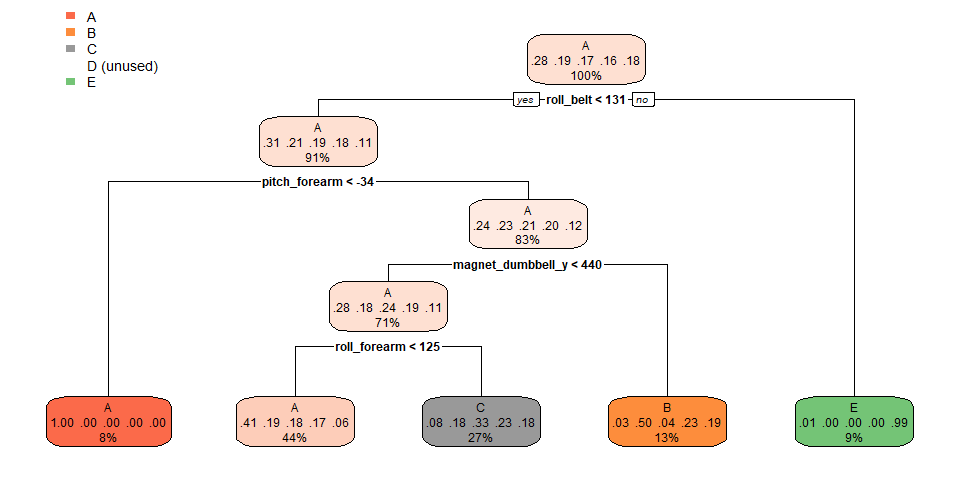 A
B
C
D (unused)
E
A
.28 .19 .17 .16 .18
100%
yes roll_belt < 131 no
A
.31 .21 .19 .18 .11
91%
pitch_forearm < -34
A
.24 .23 .21 .20 .12
83%
magnet_dumbbell_y < 440
A
.28 .18 .24 .19 .11
71%
roll_forearm < 125
A
1.00 .00 .00 .00 .00
8%
A
.41 .19 .18 .17 .06
44%
C
.08 .18 .33 .23 .18
27%
B
.03 .50 .04 .23 .19
13%
E
.01 .00 .00 .00 .99
9%